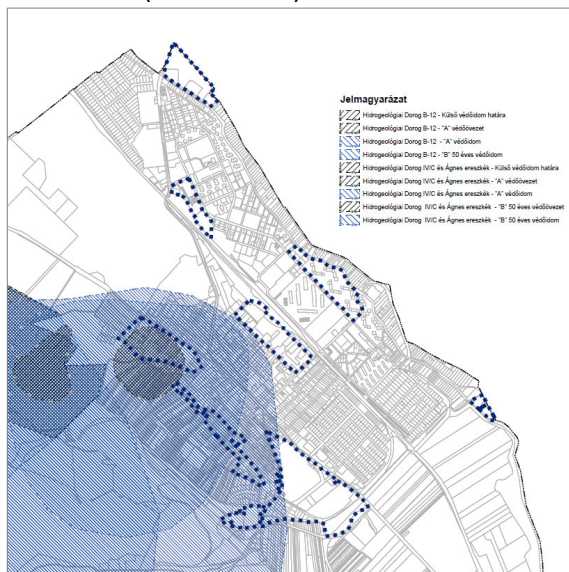 Jelmagyarázat
Hidrogeológiai Dorog B-12 - Külső védőidom határa
Hidrogeológiai Dorog B-12 - "A" védőövezet
Hidrogeológiai Dorog B-12 - "A" védőidom
Hidrogeológiai Dorog B-12 - "B" 50 éves védőidom
Hidrogeológiai Dorog IV/C és Ágnes ereszkék - Külső védőidom határa
Hidrogeológiai Dorog IV/C és Ágnes ereszkék - "A" védőövezet
Hidrogeológiai Dorog IV/C és Ágnes ereszkék - "A" védőidom
Hidrogeológiai Dorog IV/C és Ágnes ereszkék - "B" 50 éves védőövezet
Hidrogeológiai Dorog IV/C és Ágnes ereszkék - "B" 50 éves védőidom